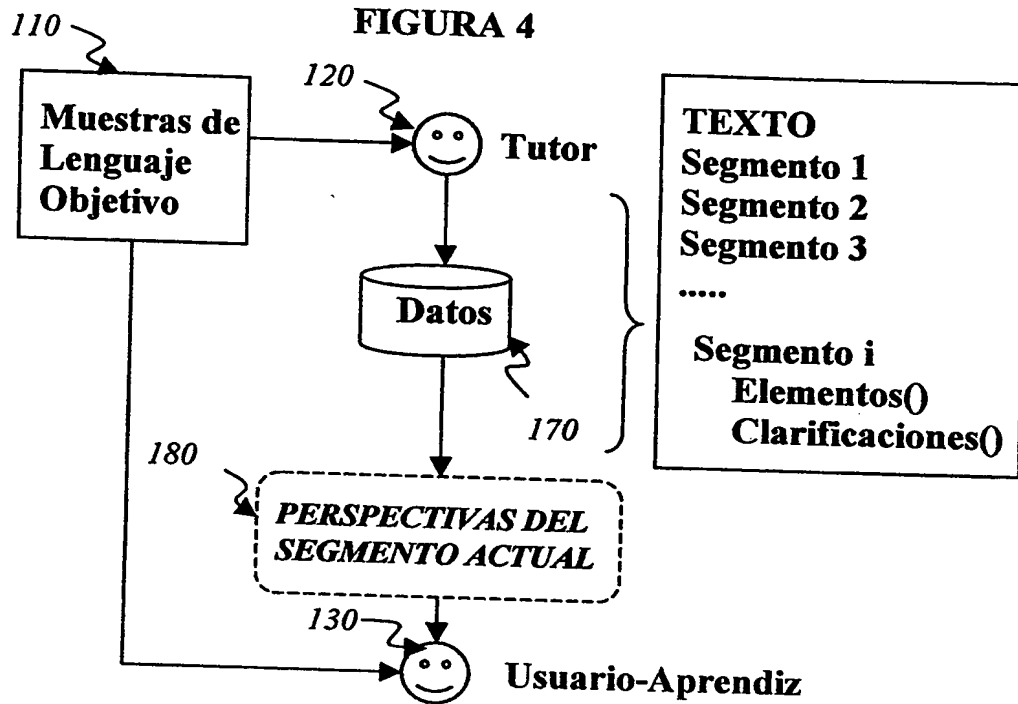 FIGURA 4
110
120
Muestras de
Lenguaje
Objetivo
Tutor
TEXTO
Segmento 1
Segmento 2
Segmento 3
.....
Segmento i
Elementos()
Clarificaciones()
Datos
170
180
PERSPECTIVAS DEL
SEGMENTO ACTUAL
130
Usuario-Aprendiz